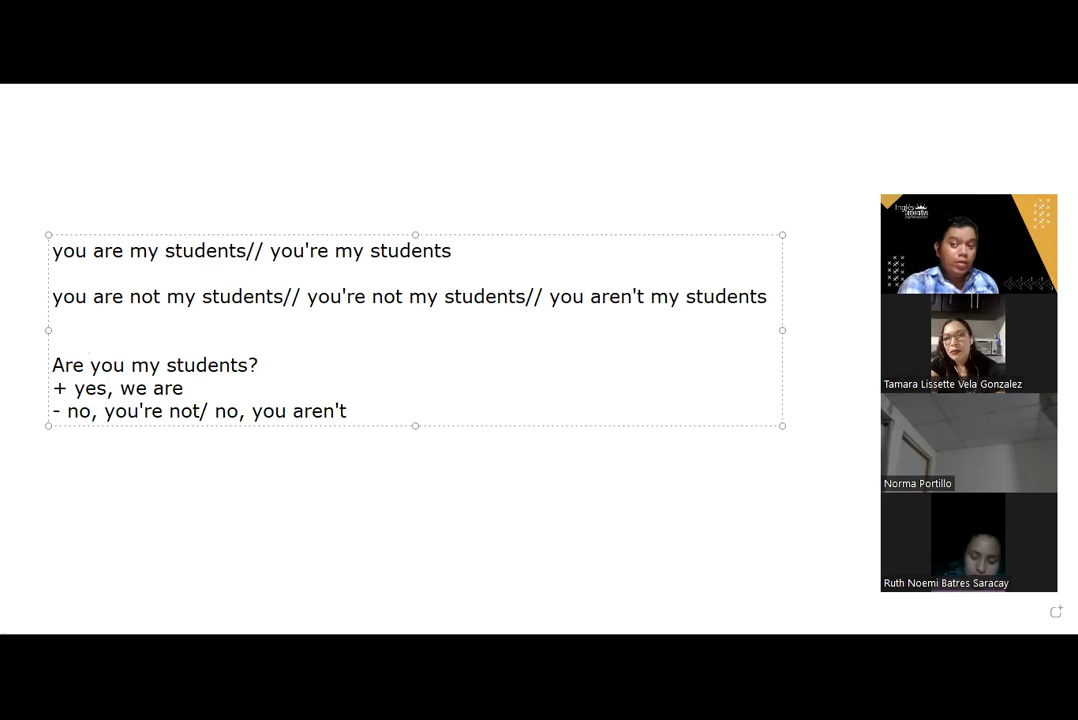 you are my students// you're my students
you are not my students// you're not my students// you aren't my students
Are you my students?
+ yes, we are
- no, you're not/ no, you aren't
Inglés
Tamara Lissette Vela Gonzalez
Norma Portillo
Ruth Noemi Batres Saracay